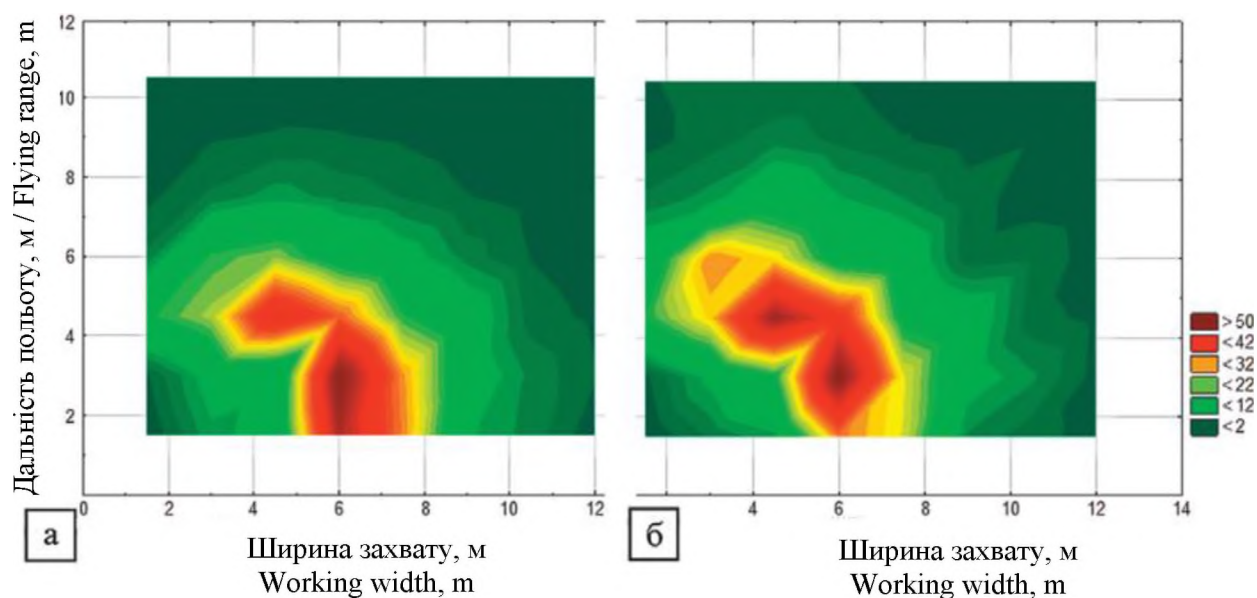 Дальність польоту, м / Flying range, m
12
10
8
6
4
2
0
0 2 4 6 8 10 12
4 6 8 10 12 14
>50
<42
<32
<22
<12
<2
а
б
Ширина захвату, м
Working width, m
Ширина захвату, м
Working width, m